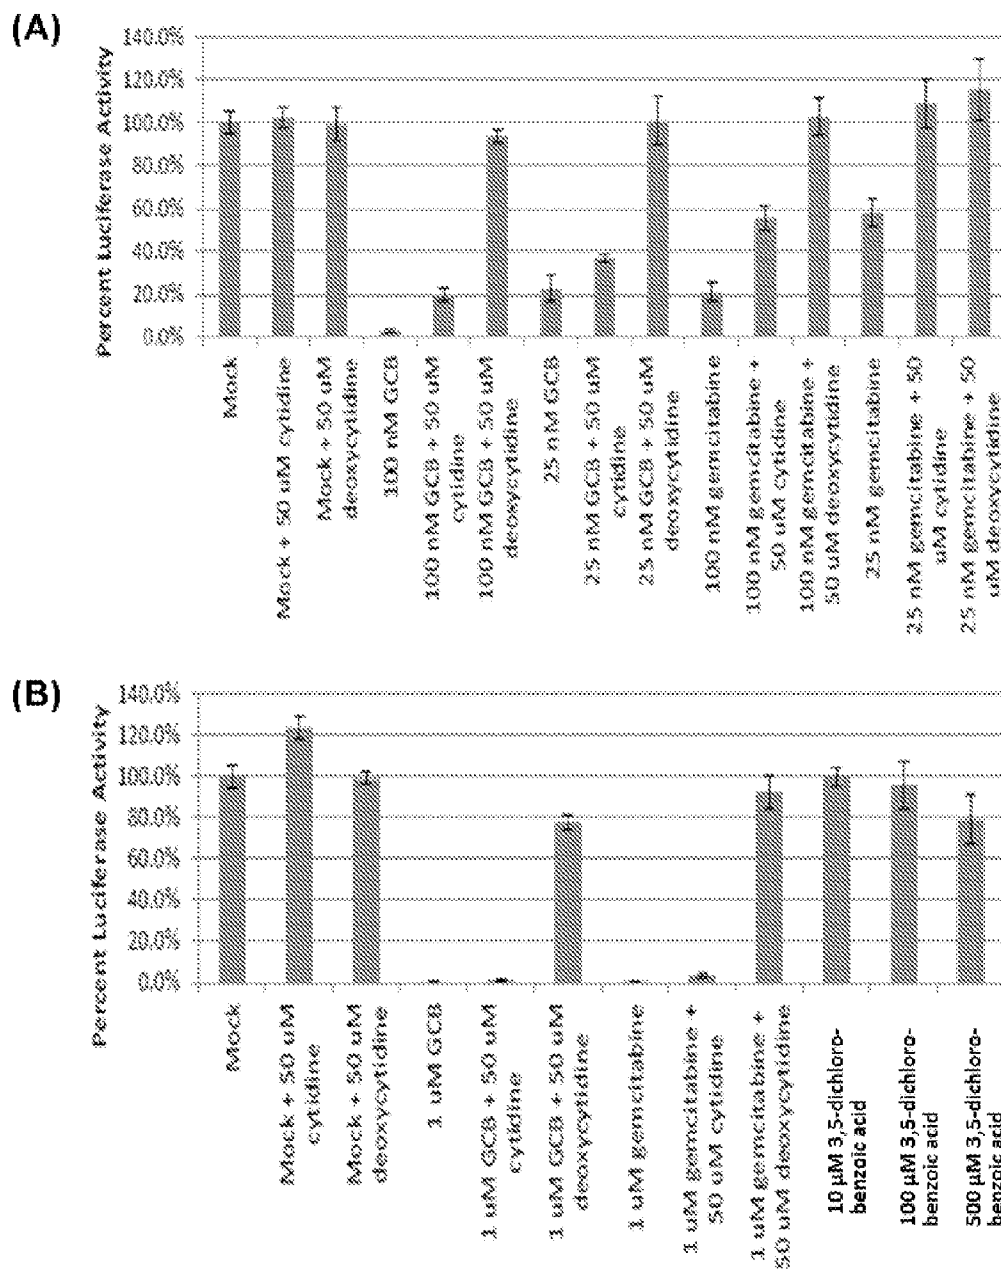 (A)
Percent Luciferase Activity
140.0%
120.0%
100.0%
80.0%
60.0%
40.0%
20.0%
0.0%
Mock
Mock + 50 uM cytidine
Mock + 50 uM
deoxycytidine
100 nM GCB
100 nM GCB + 50 uM
cytidine
100 nM GCB + 50 uM
deoxycytidine
25 nM GCB
25 nM GCB + 50 uM
cytidine
25 nM GCB + 50 uM
deoxycytidine
100 nM gemcitabine
100 nM gemcitabine +
50 uM cytidine
100 nM gemcitabine +
50 uM deoxycytidine
25 nM gemcitabine
25 nM gemcitabine + 50
uM cytidine
25 nM gemcitabine + 50
uM deoxycytidine
(B)
Percent Luciferase Activity
140.0%
120.0%
100.0%
80.0%
60.0%
40.0%
20.0%
0.0%
Mock
Mock + 50 uM
cytidine
Mock + 50 uM
deoxycytidine
1 uM GCB
1 uM GCB + 50 uM
cytidine
1 uM GCB + 50 uM
deoxycytidine
1 uM gemcitabine
1 uM gemcitabine +
50 uM cytidine
1 uM gemcitabine +
50 uM deoxycytidine
10 µM 3,5-dichloro-
benzoic acid
100 µM 3,5-dichloro-
benzoic acid
500 µM 3,5-dichloro-
benzoic acid